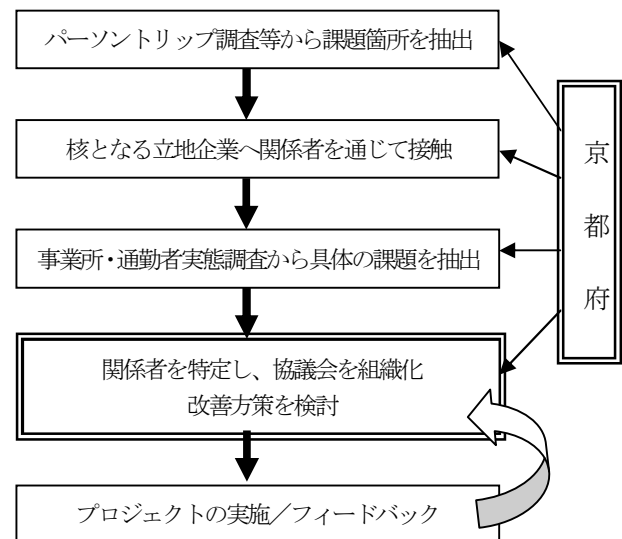 パーソントリップ調査等から課題箇所を抽出
核となる立地企業へ関係者を通じて接触
事業所・通勤者実態調査から具体の課題を抽出
関係者を特定し、協議会を組織化
改善方策を検討
プロジェクトの実施／フィードバック
京都府